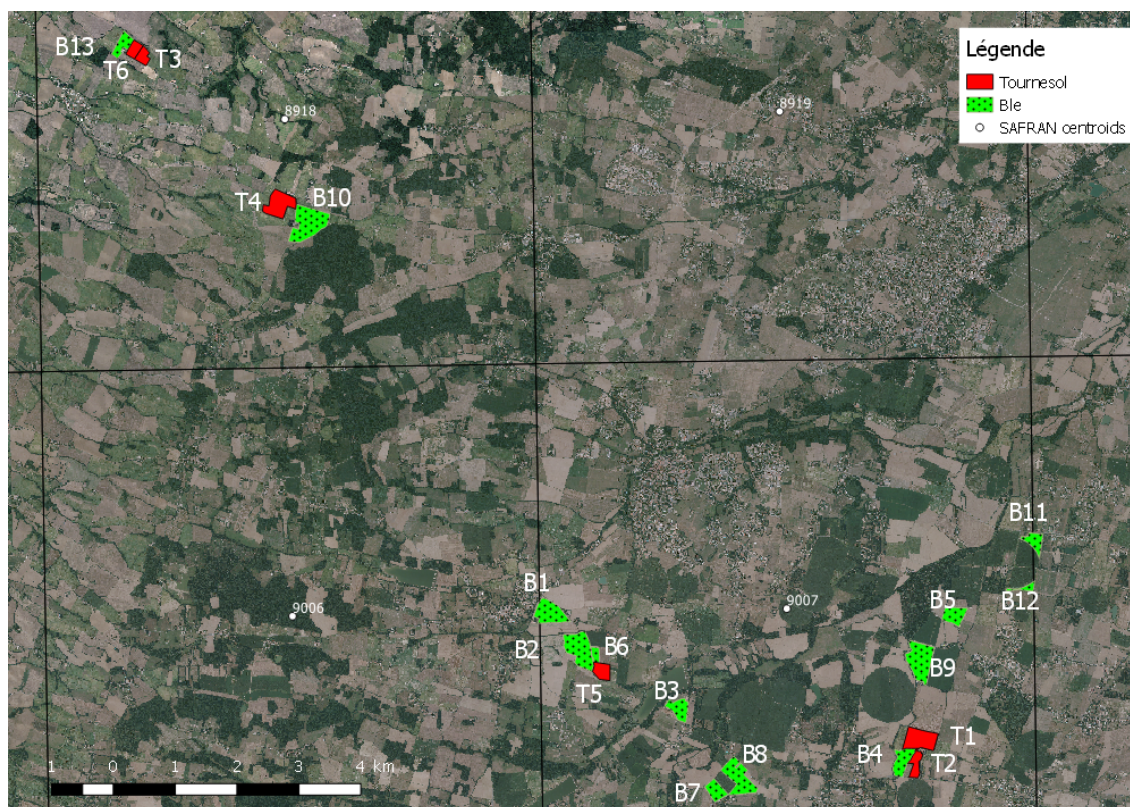 Légende
Tournesol
Ble
SAFRAN centroids
B13
T6
T3
8918
8919
T4
B10
B11
B1
9006
9007
B5
B12
B2
B6
B9
T5
B3
T1
B4
T2
B8
B7
1 0 1 2 3 4 km